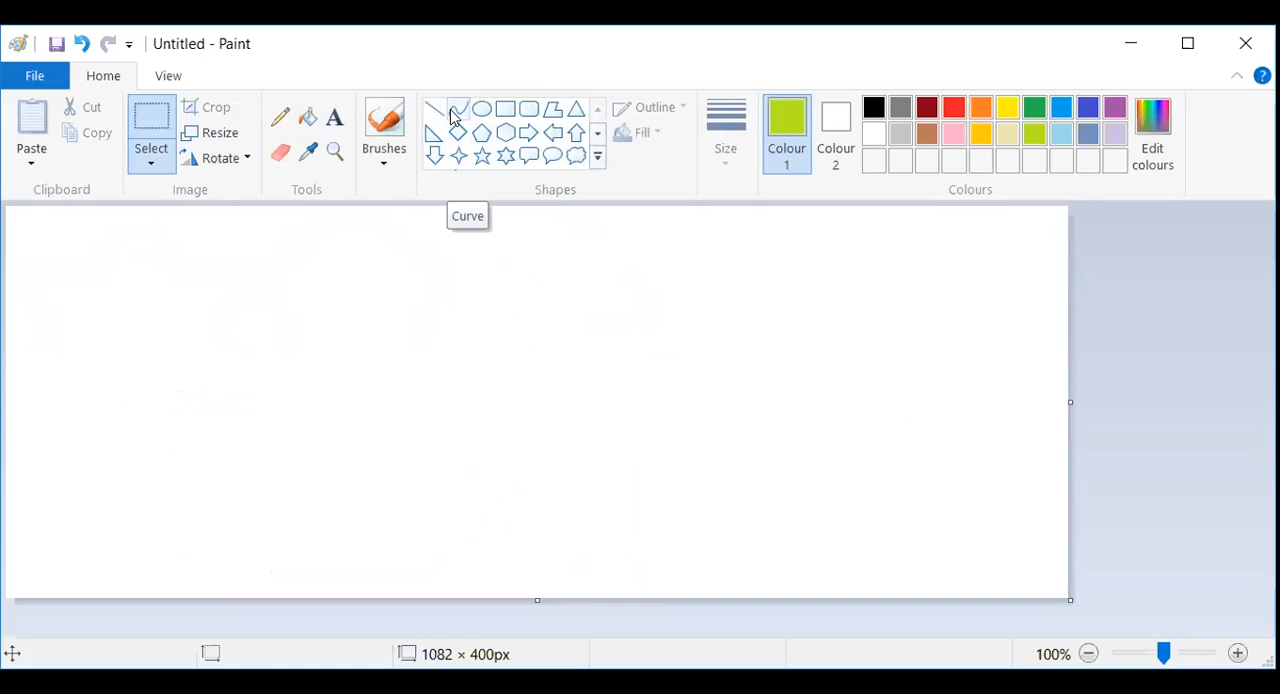 Untitled - Paint
File Home View
Paste
Cut
Copy
Clipboard
Select
Crop
Resize
Rotate
Image
A
Tools
Brushes
Outline
Fill
Shapes
Size
Colour 1
Colour 2
Edit colours
Colours
?
Curve
1082 × 400px
100%